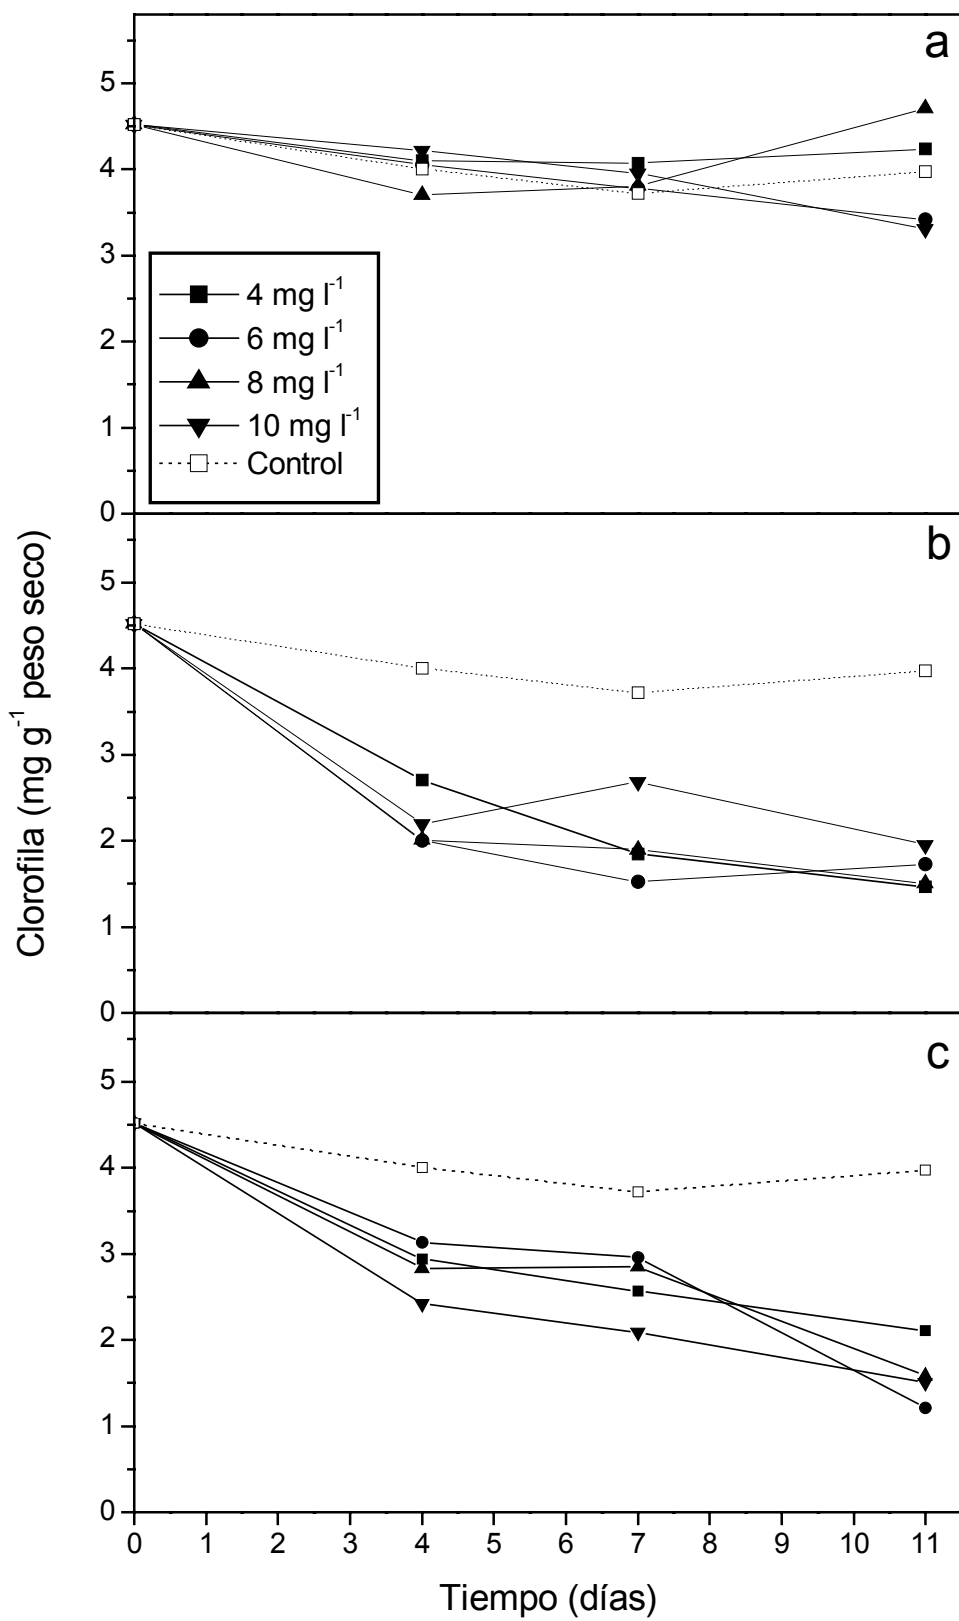 a
5
4
3
2
1
0
4 mg l⁻¹
6 mg l⁻¹
8 mg l⁻¹
10 mg l⁻¹
Control
b
5
4
3
2
1
0
Clorofila (mg g⁻¹ peso seco)
c
5
4
3
2
1
0
0 1 2 3 4 5 6 7 8 9 10 11
Tiempo (días)